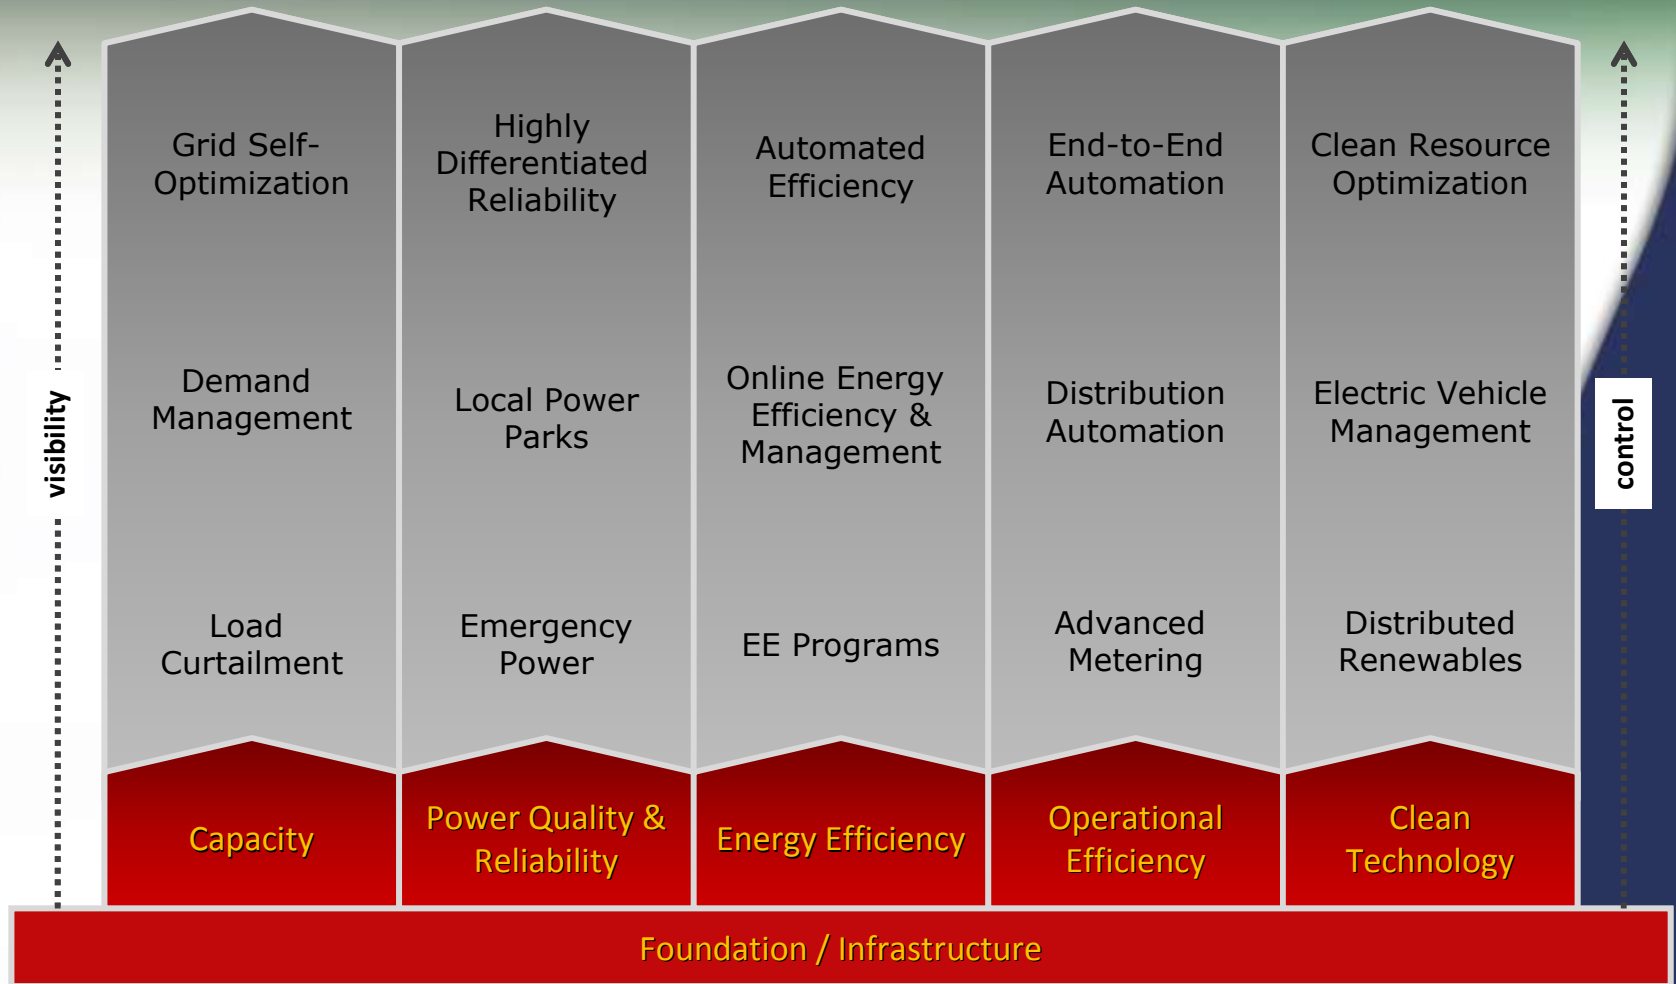 Grid Self-
Optimization
Highly
Differentiated
Reliability
Automated
Efficiency
End-to-End
Automation
Clean Resource
Optimization
visibility
Demand
Management
Local Power
Parks
Online Energy
Efficiency &
Management
Distribution
Automation
Electric Vehicle
Management
control
Load
Curtailment
Emergency
Power
EE Programs
Advanced
Metering
Distributed
Renewables
Capacity
Power Quality &
Reliability
Energy Efficiency
Operational
Efficiency
Clean
Technology
Foundation / Infrastructure